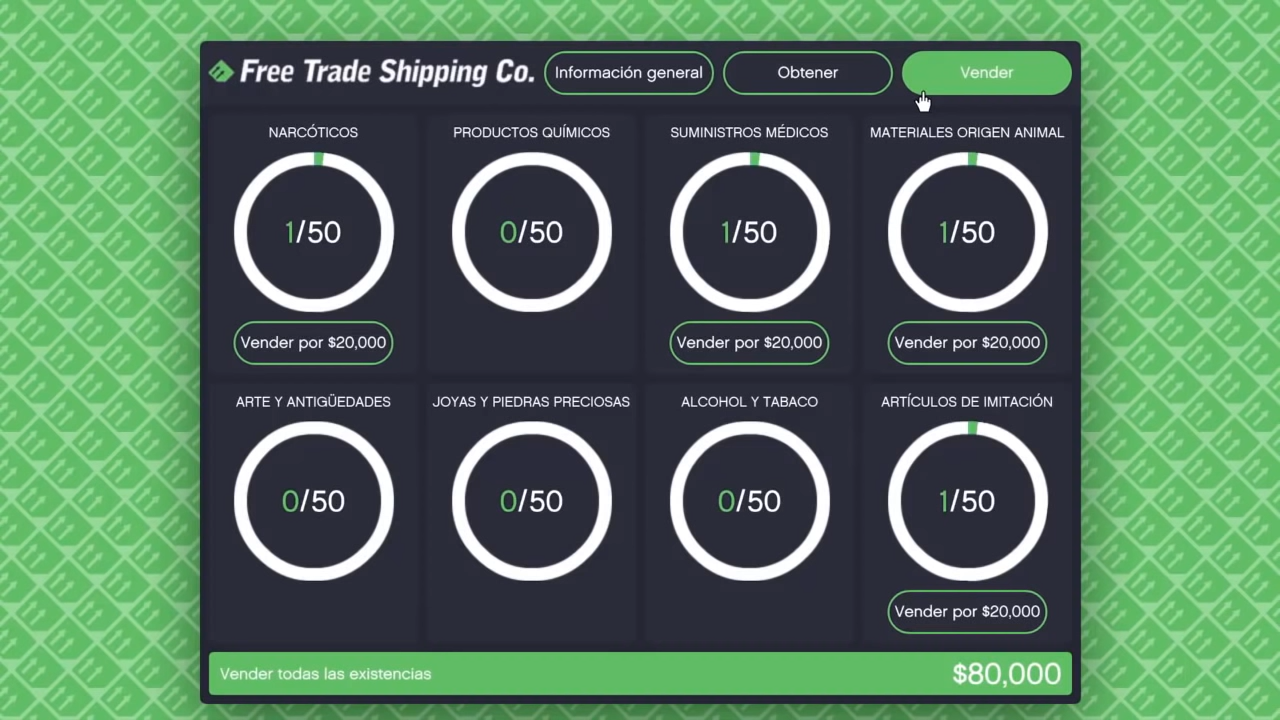 Free Trade Shipping Co.
Información general
Obtener
Vender
NARCÓTICOS
PRODUCTOS QUÍMICOS
SUMINISTROS MÉDICOS
MATERIALES ORIGEN ANIMAL
1/50
0/50
1/50
1/50
Vender por $20,000
Vender por $20,000
Vender por $20,000
ARTE Y ANTIGÜEDADES
JOYAS Y PIEDRAS PRECIOSAS
ALCOHOL Y TABACO
ARTÍCULOS DE IMITACIÓN
0/50
0/50
0/50
1/50
Vender por $20,000
Vender todas las existencias
$80,000